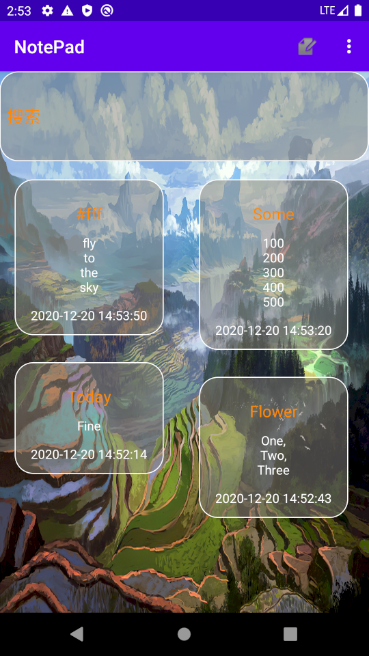 2:53
LTE
NotePad
搜索
fly
to
the
sky
2020-12-20 14:53:50
Some
100
200
300
400
500
2020-12-20 14:53:20
Today
Fine
2020-12-20 14:52:14
Flower
One,
Two,
Three
2020-12-20 14:52:43